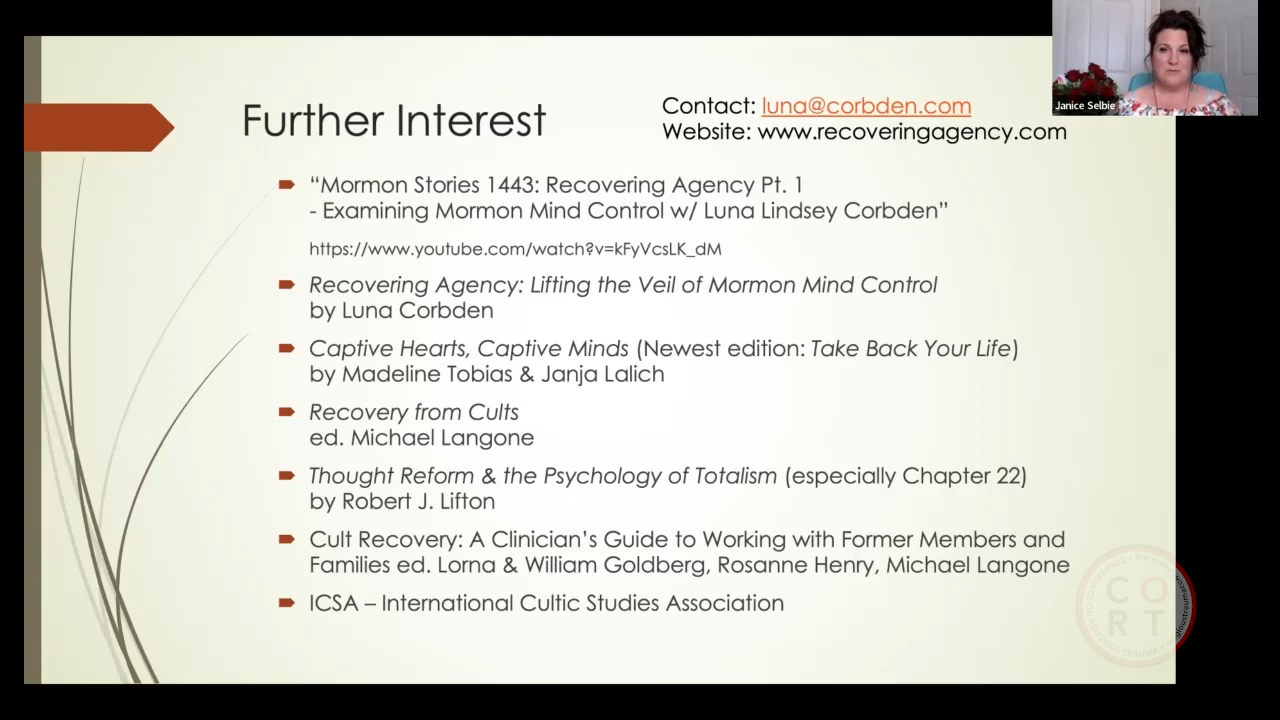 Janice Selbie
Further Interest
Contact: luna@corbden.com
Website: www.recoveringagency.com
“Mormon Stories 1443: Recovering Agency Pt. 1
- Examining Mormon Mind Control w/ Luna Lindsey Corbden”
https://www.youtube.com/watch?v=kFyVcsLK_dM
Recovering Agency: Lifting the Veil of Mormon Mind Control
by Luna Corbden
Captive Hearts, Captive Minds (Newest edition: Take Back Your Life)
by Madeline Tobias & Janja Lalich
Recovery from Cults
ed. Michael Langone
Thought Reform & the Psychology of Totalism (especially Chapter 22)
by Robert J. Lifton
Cult Recovery: A Clinician’s Guide to Working with Former Members and
Families ed. Lorna & William Goldberg, Rosanne Henry, Michael Langone
ICSA – International Cultic Studies Association
CO
RT